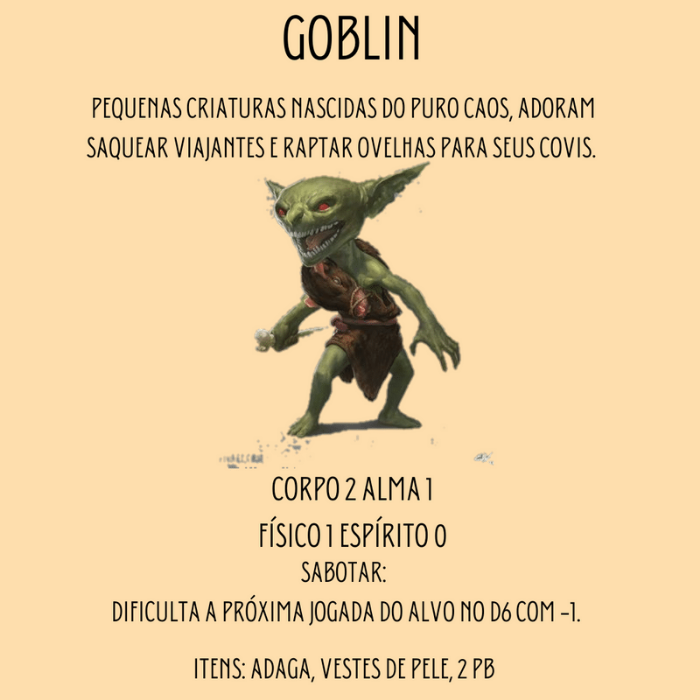 GOBLIN
PEQUENAS CRIATURAS NASCIDAS DO PURO CAOS, ADORAM
SAQUEAR VIAJANTES E RAPTAR OVELHAS PARA SEUS COVIS.
CORPO 2 ALMA 1
FÍSICO 1 ESPÍRITO 0
SABOTAR:
DIFICULTA A PRÓXIMA JOGADA DO ALVO NO D6 COM -1.
ITENS: ADAGA, VESTES DE PELE, 2 PB